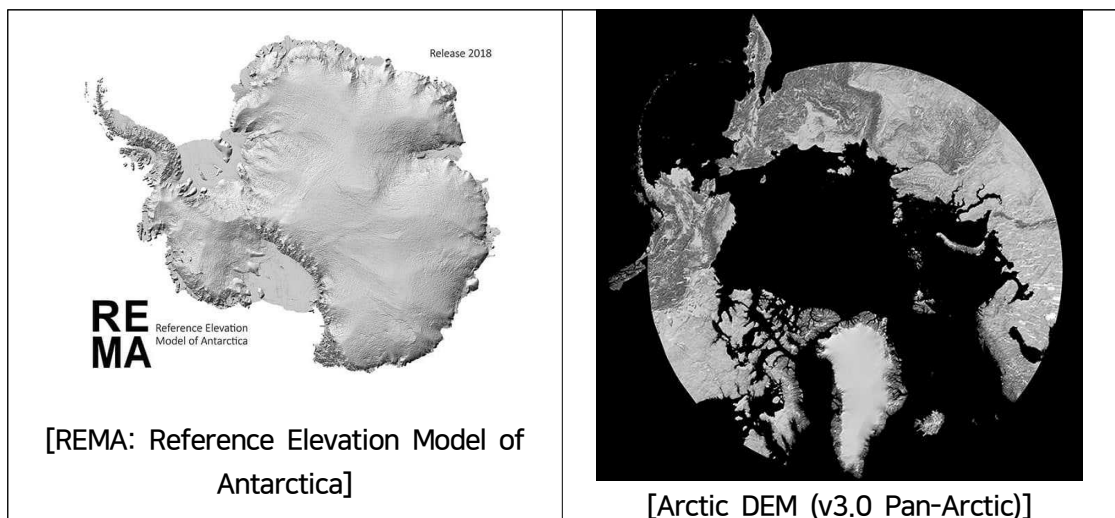 Release 2018
RE
MA
Reference Elevation
Model of Antarctica
[REMA: Reference Elevation Model of
Antarctica]
[Arctic DEM (v3.0 Pan-Arctic)]